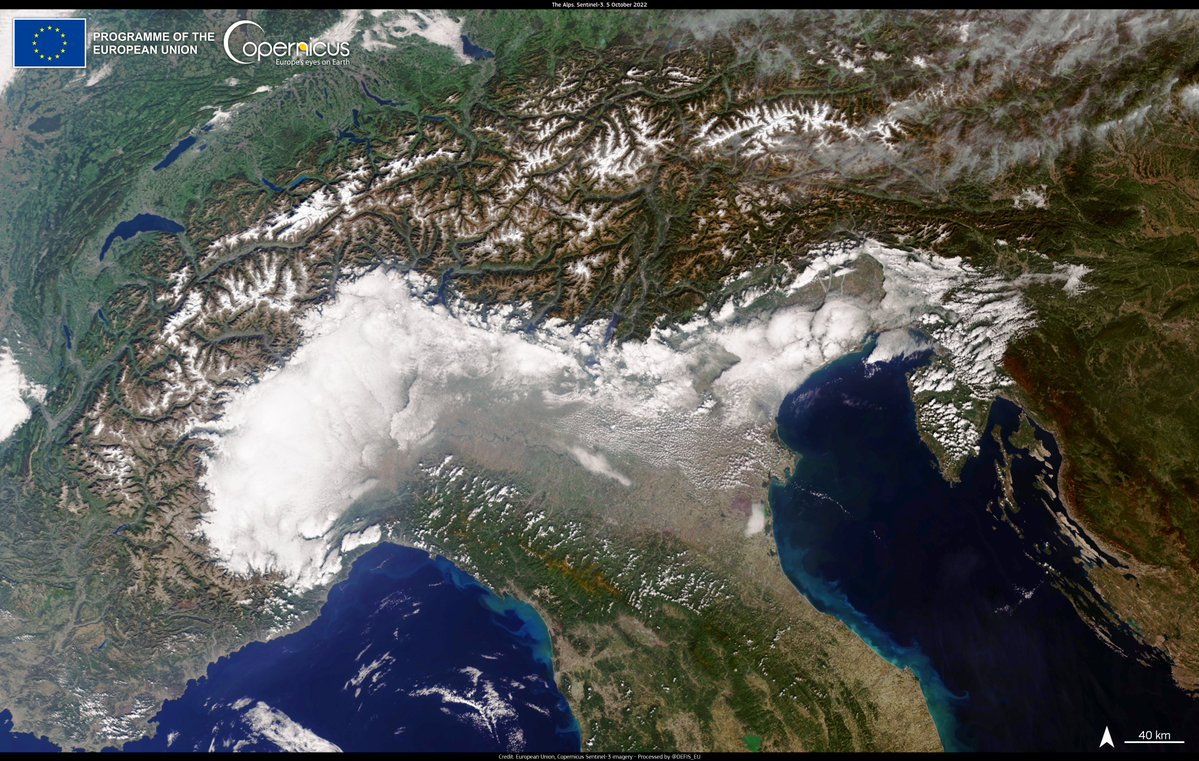 The Alps. Sentinel-3. 5 October 2022
PROGRAMME OF THE
EUROPEAN UNION
Copernicus
Europe's eyes on Earth
40 km
Credit: European Union, Copernicus Sentinel-3 imagery - Processed by @DEFIS_EU